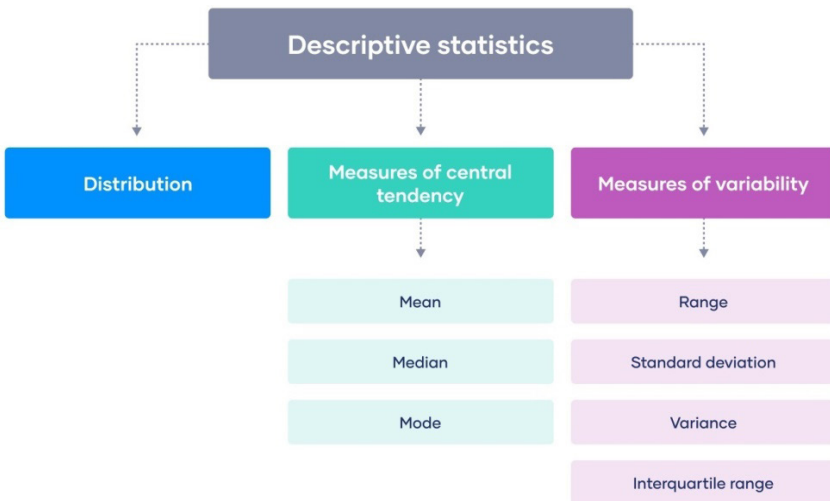 Descriptive statistics
Distribution
Measures of central
tendency
Measures of variability
Mean
Range
Median
Standard deviation
Mode
Variance
Interquartile range